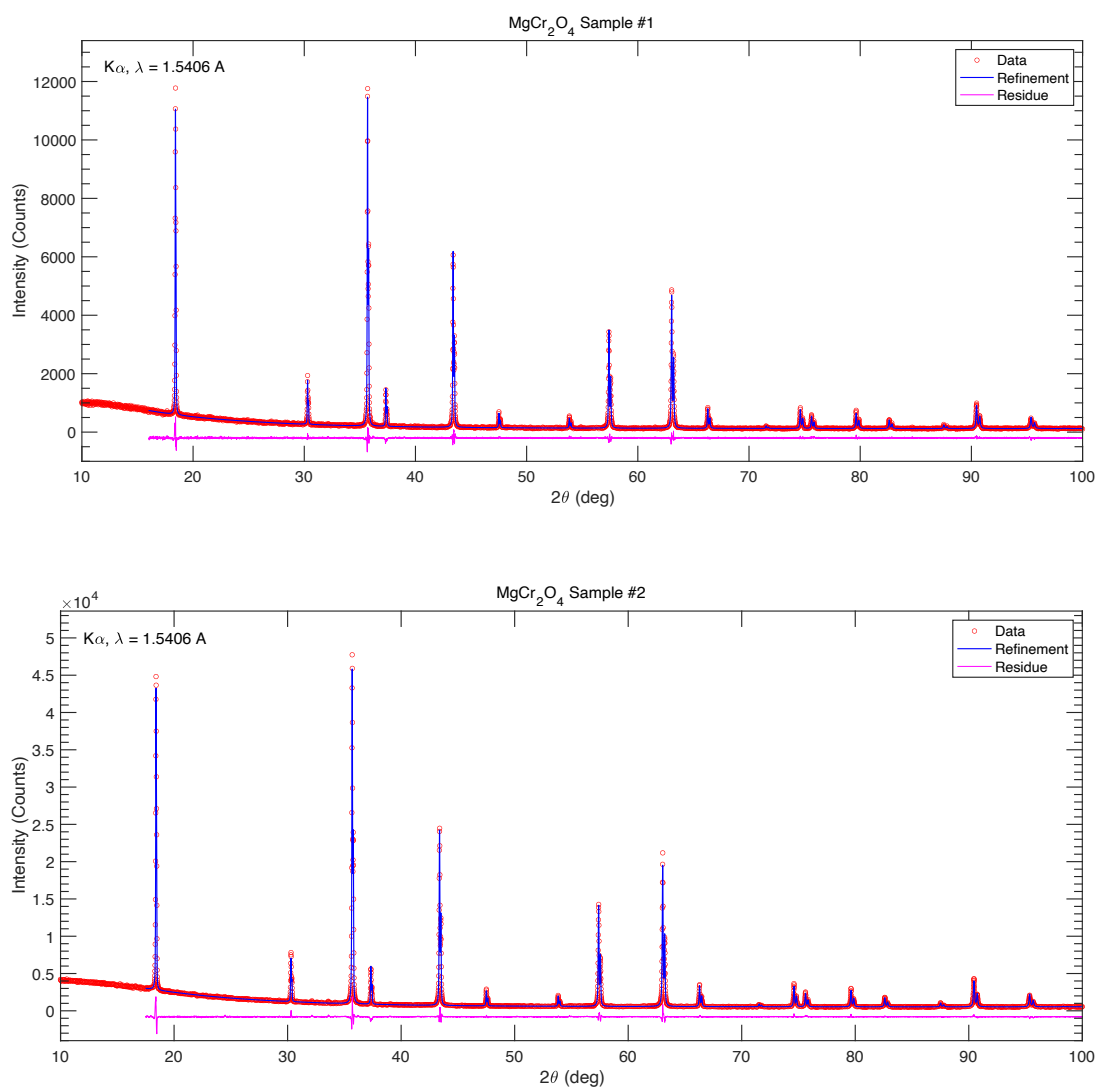 MgCr₂O₄ Sample #1
Kα, λ = 1.5406 A
Data
Refinement
Residue
12000
10000
8000
6000
4000
2000
0
Intensity (Counts)
10 20 30 40 50 60 70 80 90 100
2θ (deg)
MgCr₂O₄ Sample #2
×10⁴
Kα, λ = 1.5406 A
Data
Refinement
Residue
5
4.5
4
3.5
3
2.5
2
1.5
1
0.5
0
Intensity (Counts)
10 20 30 40 50 60 70 80 90 100
2θ (deg)